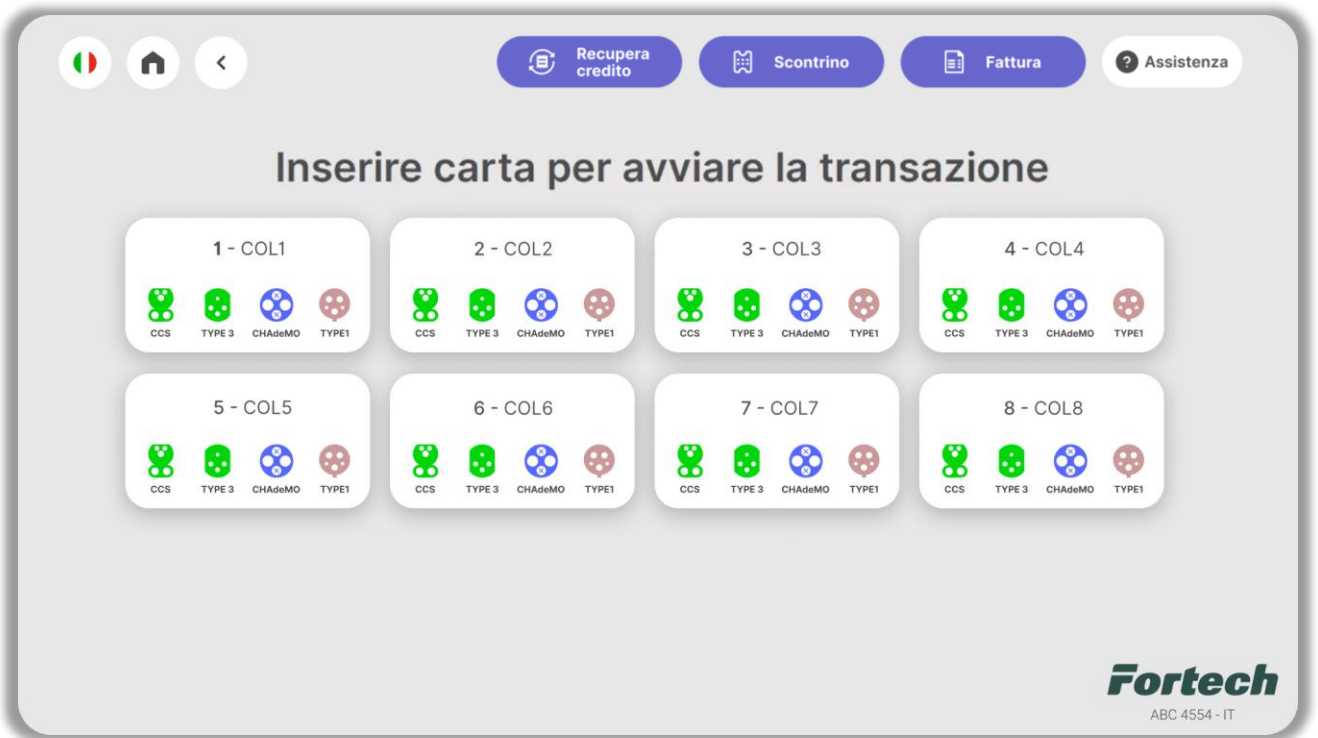 Recupera
credito
Scontrino
Fattura
? Assistenza
Inserire carta per avviare la transazione
1 - COL1
CCS TYPE 3 CHAdeMO TYPE1
2 - COL2
CCS TYPE 3 CHAdeMO TYPE1
3 - COL3
CCS TYPE 3 CHAdeMO TYPE1
4 - COL4
CCS TYPE 3 CHAdeMO TYPE1
5 - COL5
CCS TYPE 3 CHAdeMO TYPE1
6 - COL6
CCS TYPE 3 CHAdeMO TYPE1
7 - COL7
CCS TYPE 3 CHAdeMO TYPE1
8 - COL8
CCS TYPE 3 CHAdeMO TYPE1
Fortech
ABC 4554 - IT